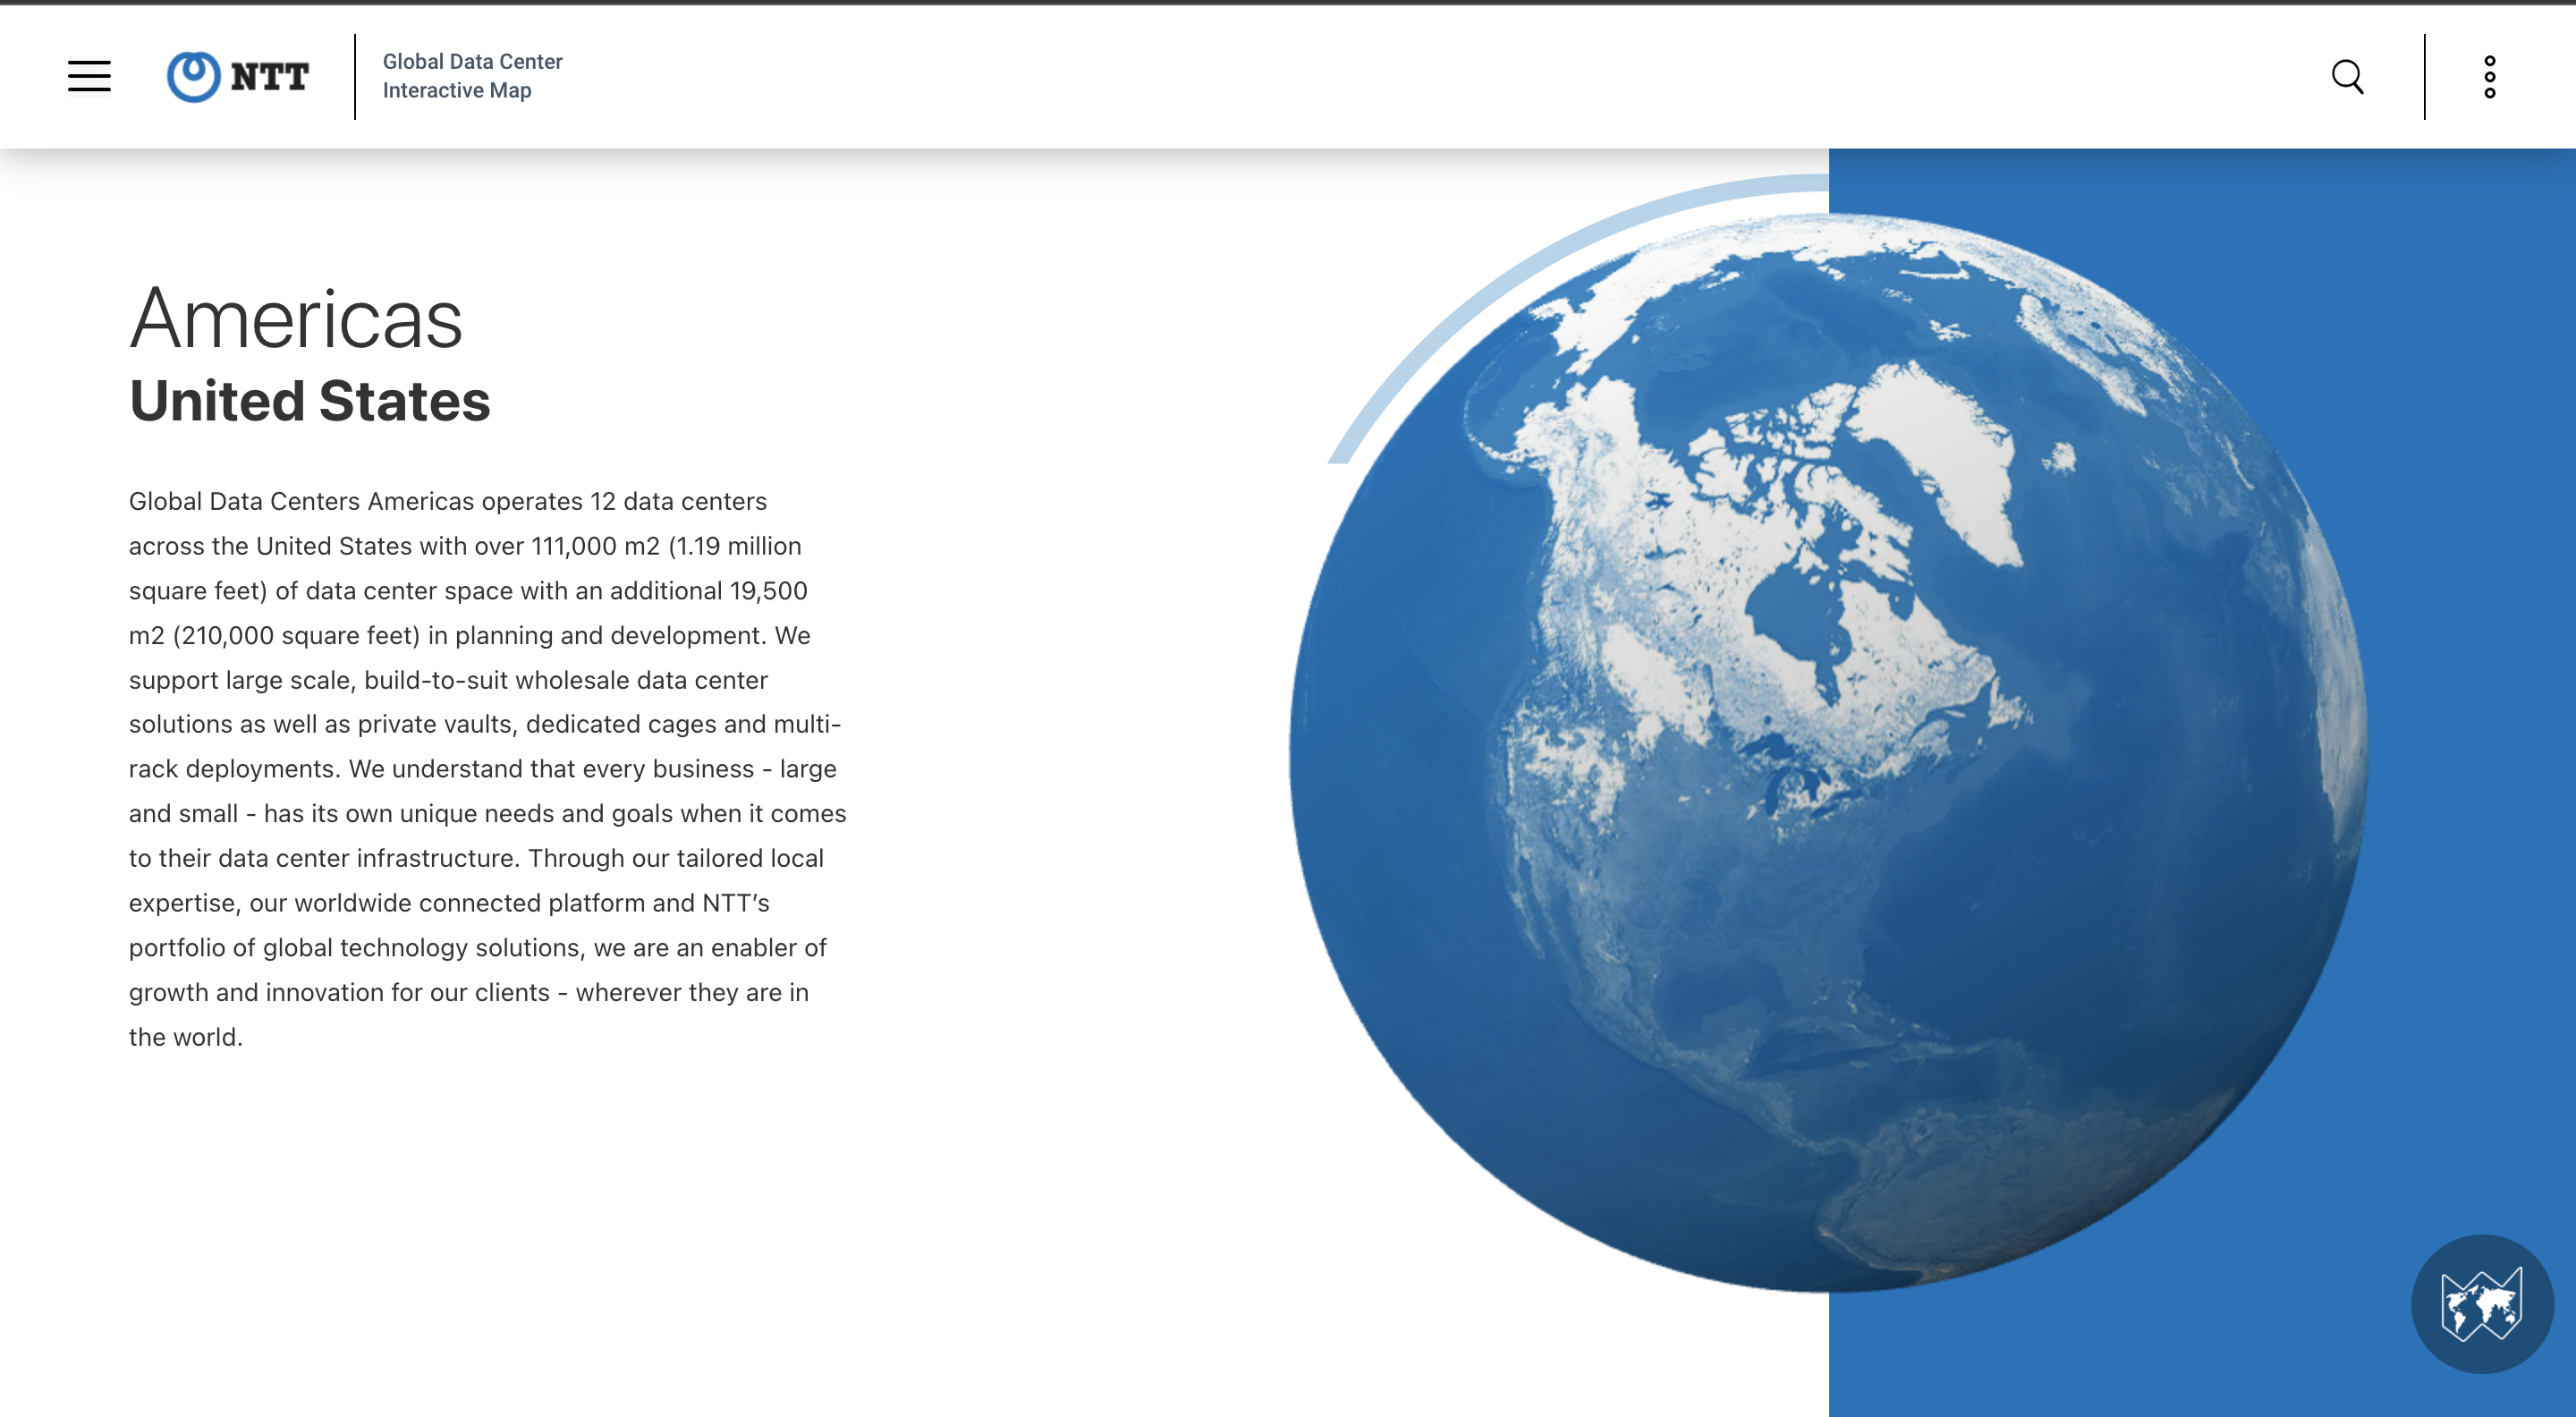 NTT
Global Data Center
Interactive Map
Americas
United States
Global Data Centers Americas operates 12 data centers
across the United States with over 111,000 m2 (1.19 million
square feet) of data center space with an additional 19,500
m2 (210,000 square feet) in planning and development. We
support large scale, build-to-suit wholesale data center
solutions as well as private vaults, dedicated cages and multi-
rack deployments. We understand that every business - large
and small - has its own unique needs and goals when it comes
to their data center infrastructure. Through our tailored local
expertise, our worldwide connected platform and NTT’s
portfolio of global technology solutions, we are an enabler of
growth and innovation for our clients - wherever they are in
the world.